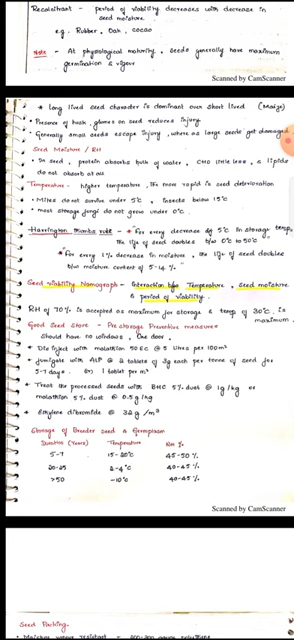 Recalcitrant - period of viability decreases with decrease in
seed moisture.
e.g. Rubber, Oak, cocao
Note - At physiological maturity, seeds generally have maximum
germination & vigour
Scanned by CamScanner
* long lived seed character is dominant over short lived (Maize)
• Presence of husk, glumes on seed reduces injury.
• Generally small seeds escape injury, where as large seeds get damaged
Seed Moisture / RH
• In seed, protein absorbs bulk of water, CHO little less, & lipids
do not absorb at all
Temperature - higher temperature, the more rapid is seed deterioration
• Mites do not survive under 5°C, insects below 15°C
• most storage fungi do not grow under 0°C.
• Harrington thumbs rule - * For every decrease of 5°C in storage temp,
the life of seed doubles b/w 0°C to 50°C
* For every 1% decrease in moisture, the life of seed doubles
b/w moisture content of 5-14 %
Seed viability Nomograph - Interaction b/w Temperature, seed moisture
& period of viability.
RH of 70% is accepted as maximum for storage & temp of 30°C is
maximum.
Good Seed Store - Pre storage Preventive measures
Should have no windows, One door,
• Disinfect with malathion 50 EC @ 5 litres per 100 m²
• fumigate with AlP @ 2 tablets of 3g each per tonne of seed for
5-7 days. (or) 1 tablet per m³
• Treat the processed seeds with BHC 5% dust @ 1g/kg or
malathion 5% dust @ 0.5 g/kg
• Ethylene dibromide @ 32g/m³
Storage of Breeder seed & Germplasm
Duration (Years) Temperature RH %
5-7 15-20°C 45-50 %
20-25 2-4°C 40-45 %
>50 -10°C 40-45 %
Scanned by CamScanner
Seed Packing.